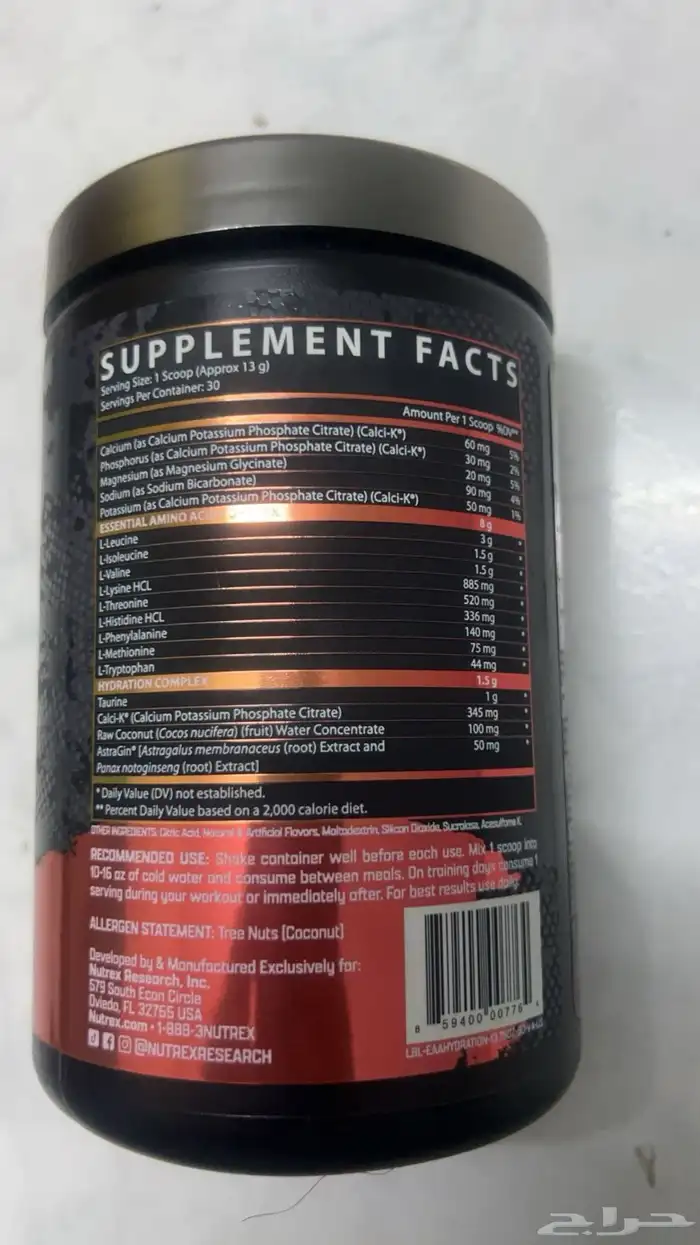 SUPPLEMENT FACTS
Serving Size: 1 Scoop (Approx 13 g)
Servings Per Container: 30
Amount Per 1 Scoop %DV**
Calcium (as Calcium Potassium Phosphate Citrate) (Calci-K®) 60 mg 5%
Phosphorus (as Calcium Potassium Phosphate Citrate) (Calci-K®) 30 mg 2%
Magnesium (as Magnesium Glycinate) 20 mg 5%
Sodium (as Sodium Bicarbonate) 90 mg 4%
Potassium (as Calcium Potassium Phosphate Citrate) (Calci-K®) 50 mg 1%
ESSENTIAL AMINO 8 g
L-Leucine 3 g *
L-Isoleucine 1.5 g *
L-Valine 1.5 g *
L-Lysine HCL 885 mg *
L-Threonine 520 mg *
L-Histidine HCL 336 mg *
L-Phenylalanine 140 mg *
L-Methionine 75 mg *
L-Tryptophan 44 mg *
HYDRATION COMPLEX 1.5 g
Taurine 1 g *
Calci-K® (Calcium Potassium Phosphate Citrate) 345 mg *
Raw Coconut (Cocos nucifera) (fruit) Water Concentrate 100 mg *
AstraGin® [Astragalus membranaceus (root) Extract and 50 mg *
Panax notoginseng (root) Extract]
* Daily Value (DV) not established.
** Percent Daily Value based on a 2,000 calorie diet.
OTHER INGREDIENTS: Citric Acid, Natural & Artificial Flavors, Maltodextrin, Silicon Dioxide, Sucralose, Acesulfame K.
RECOMMENDED USE: Shake container well before each use. Mix 1 scoop into
10-16 oz of cold water and consume between meals. On training days consume 1
serving during your workout or immediately after. For best results use daily.
ALLERGEN STATEMENT: Tree Nuts (Coconut)
Developed by & Manufactured Exclusively for:
Nutrex Research, Inc.
579 South Econ Circle
Oviedo, FL 32765 USA
Nutrex.com • 1-888-3NUTREX
@NUTREXRESEARCH
8 59400 00776
حراج